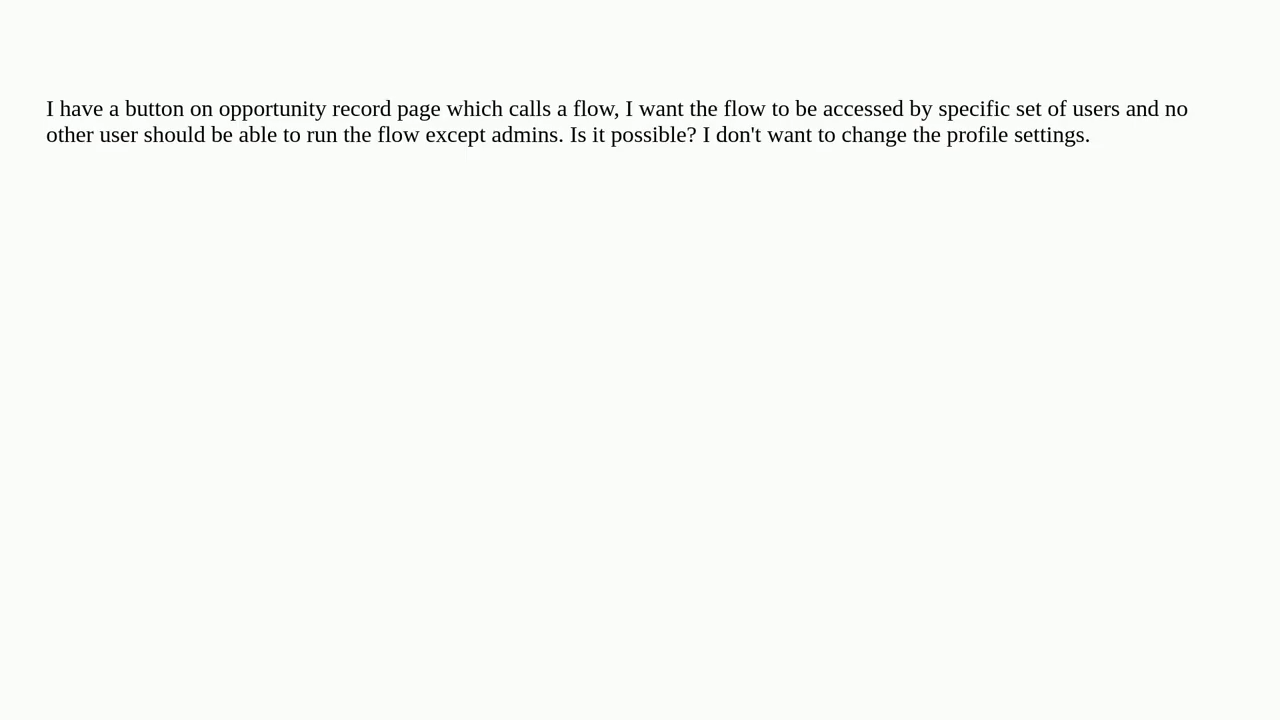 I have a button on opportunity record page which calls a flow, I want the flow to be accessed by specific set of users and no
other user should be able to run the flow except admins. Is it possible? I don't want to change the profile settings.